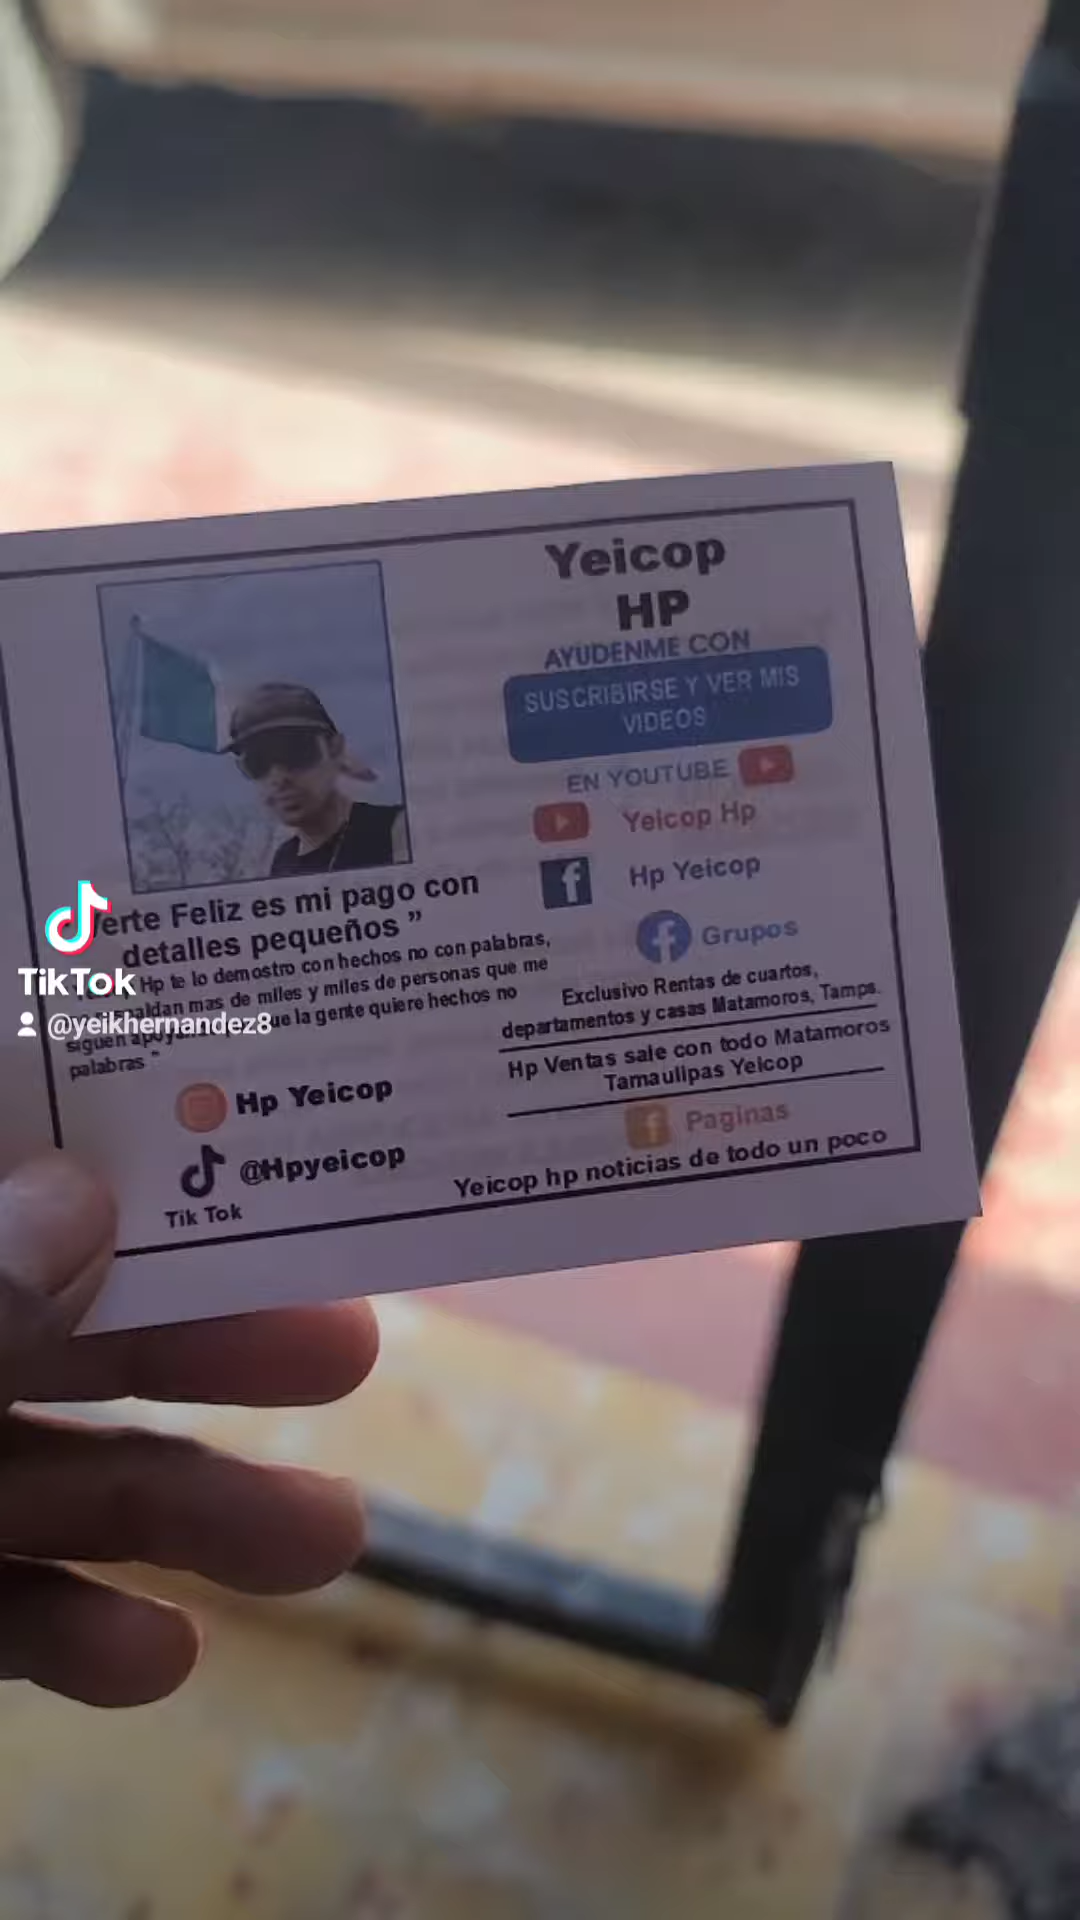 Yeicop
HP
AYUDENME CON
SUSCRIBIRSE Y VER MIS
VIDEOS
EN YOUTUBE
Yeicop Hp
Hp Yeicop
Grupos
Exclusivo Rentas de cuartos,
departamentos y casas Matamoros, Tamps.
Hp Ventas sale con todo Matamoros
Tamaulipas Yeicop
Paginas
Yeicop hp noticias de todo un poco
erte Feliz es mi pago con
detalles pequeños ”
Hp te lo demostro con hechos no con palabras,
aldan mas de miles y miles de personas que me
siguen ue la gente quiere hechos no
palabras "
Hp Yeicop
@Hpyeicop
Tik Tok
TikTok
@yeikhernandez8